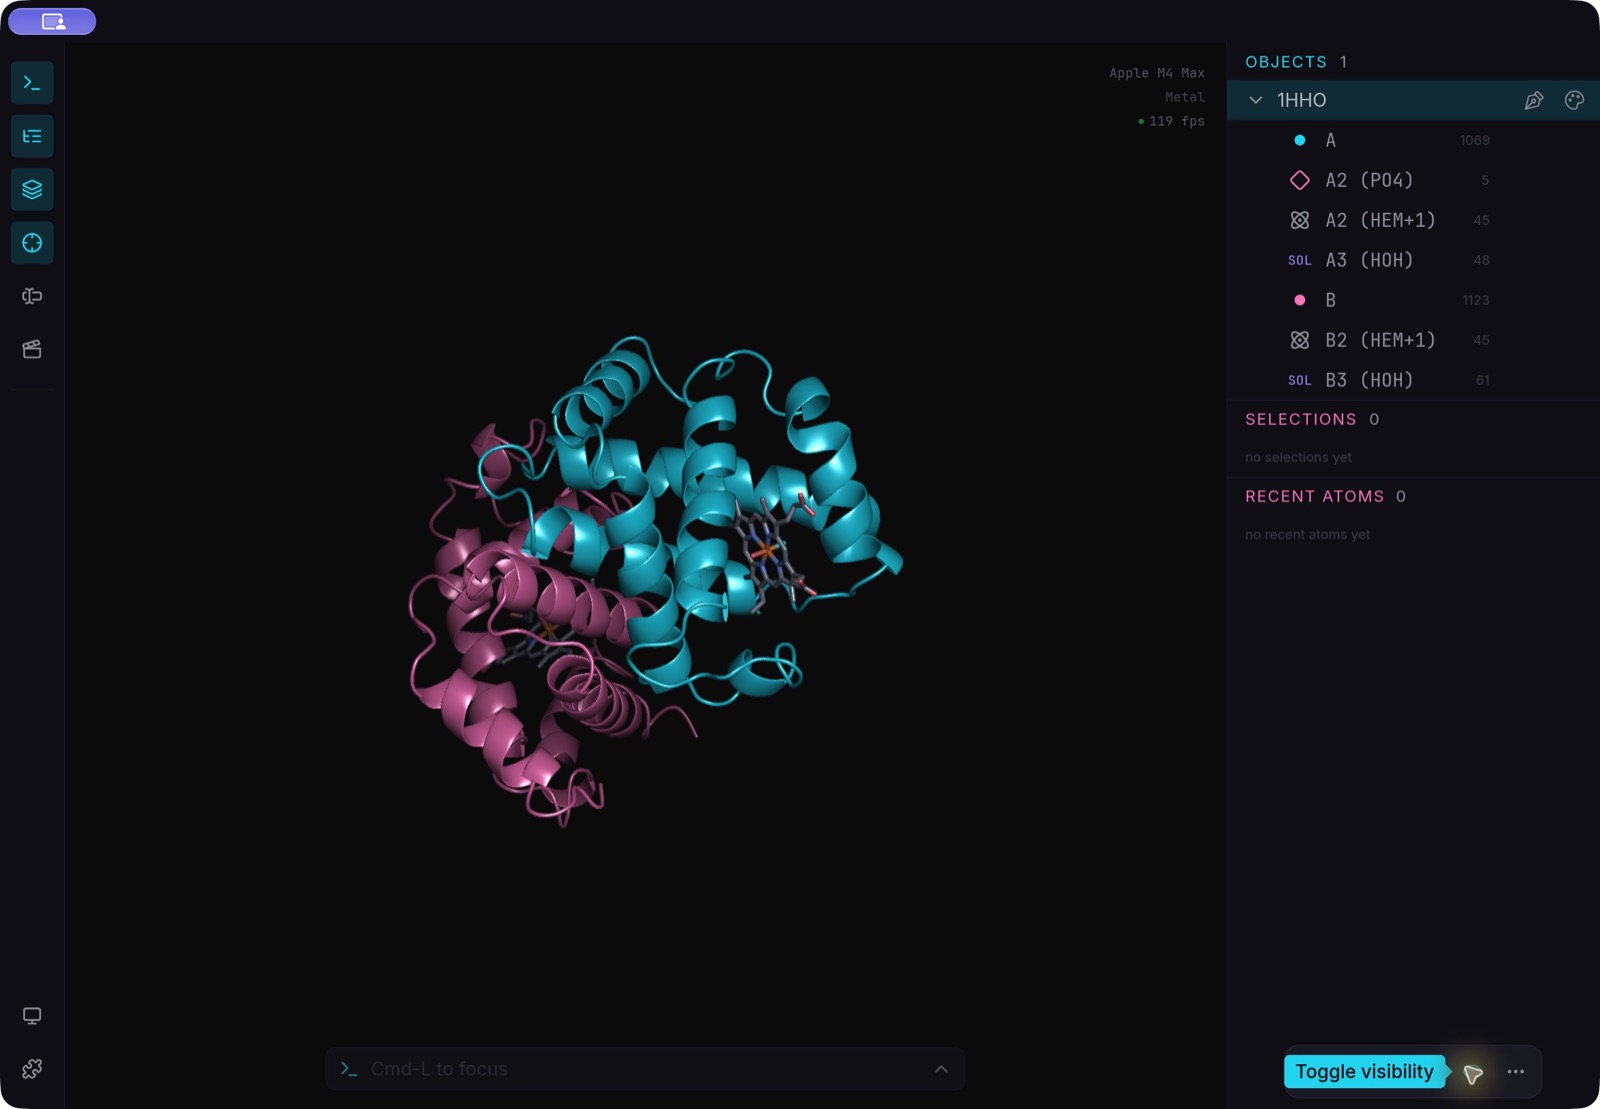 Apple M4 Max
Metal
119 fps
OBJECTS 1
1HHO
A 1069
A2 (PO4) 5
A2 (HEM+1) 45
SOL A3 (HOH) 48
B 1123
B2 (HEM+1) 45
SOL B3 (HOH) 61
SELECTIONS 0
no selections yet
RECENT ATOMS 0
no recent atoms yet
Cmd-L to focus
Toggle visibility